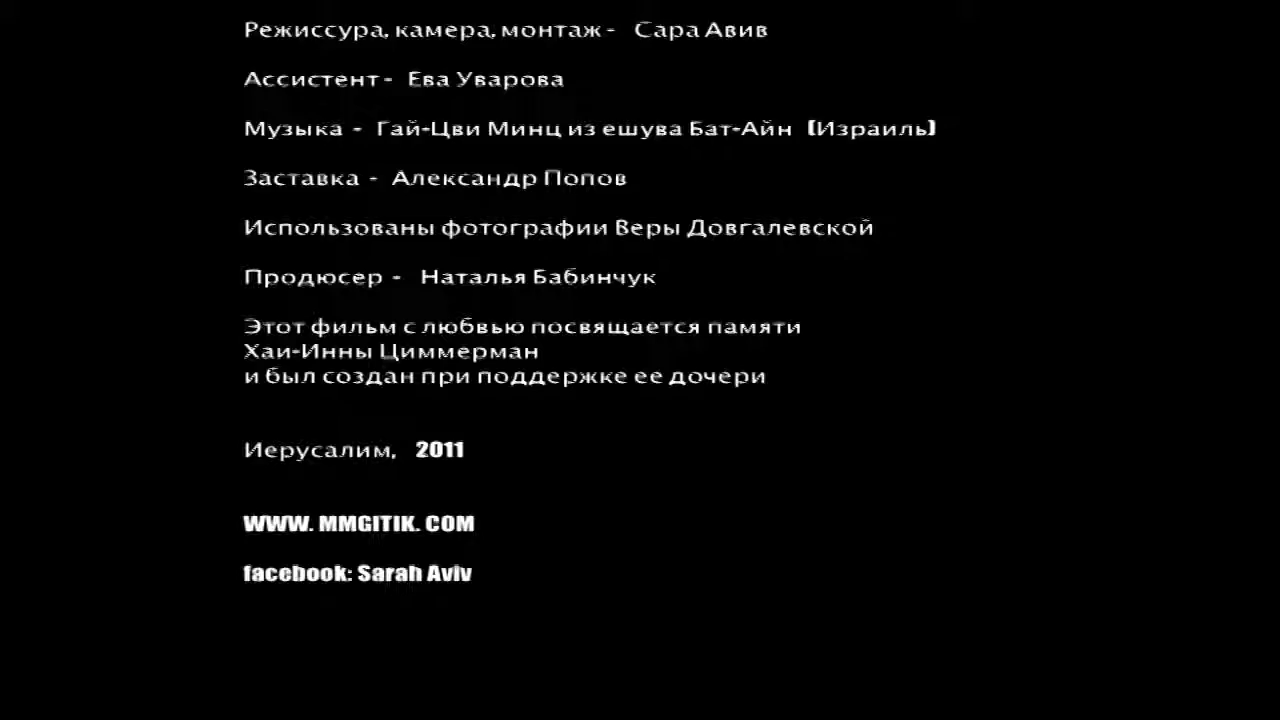 Режиссура, камера, монтаж - Сара Авив
Ассистент - Ева Уварова
Музыка - Гай-Цви Минц из ешува Бат-Айн (Израиль)
Заставка - Александр Попов
Использованы фотографии Веры Довгалевской
Продюсер - Наталья Бабинчук
Этот фильм с любвью посвящается памяти
Хаи-Инны Циммерман
и был создан при поддержке ее дочери
Иерусалим, 2011
WWW. MMGITIK. COM
facebook: Sarah Aviv